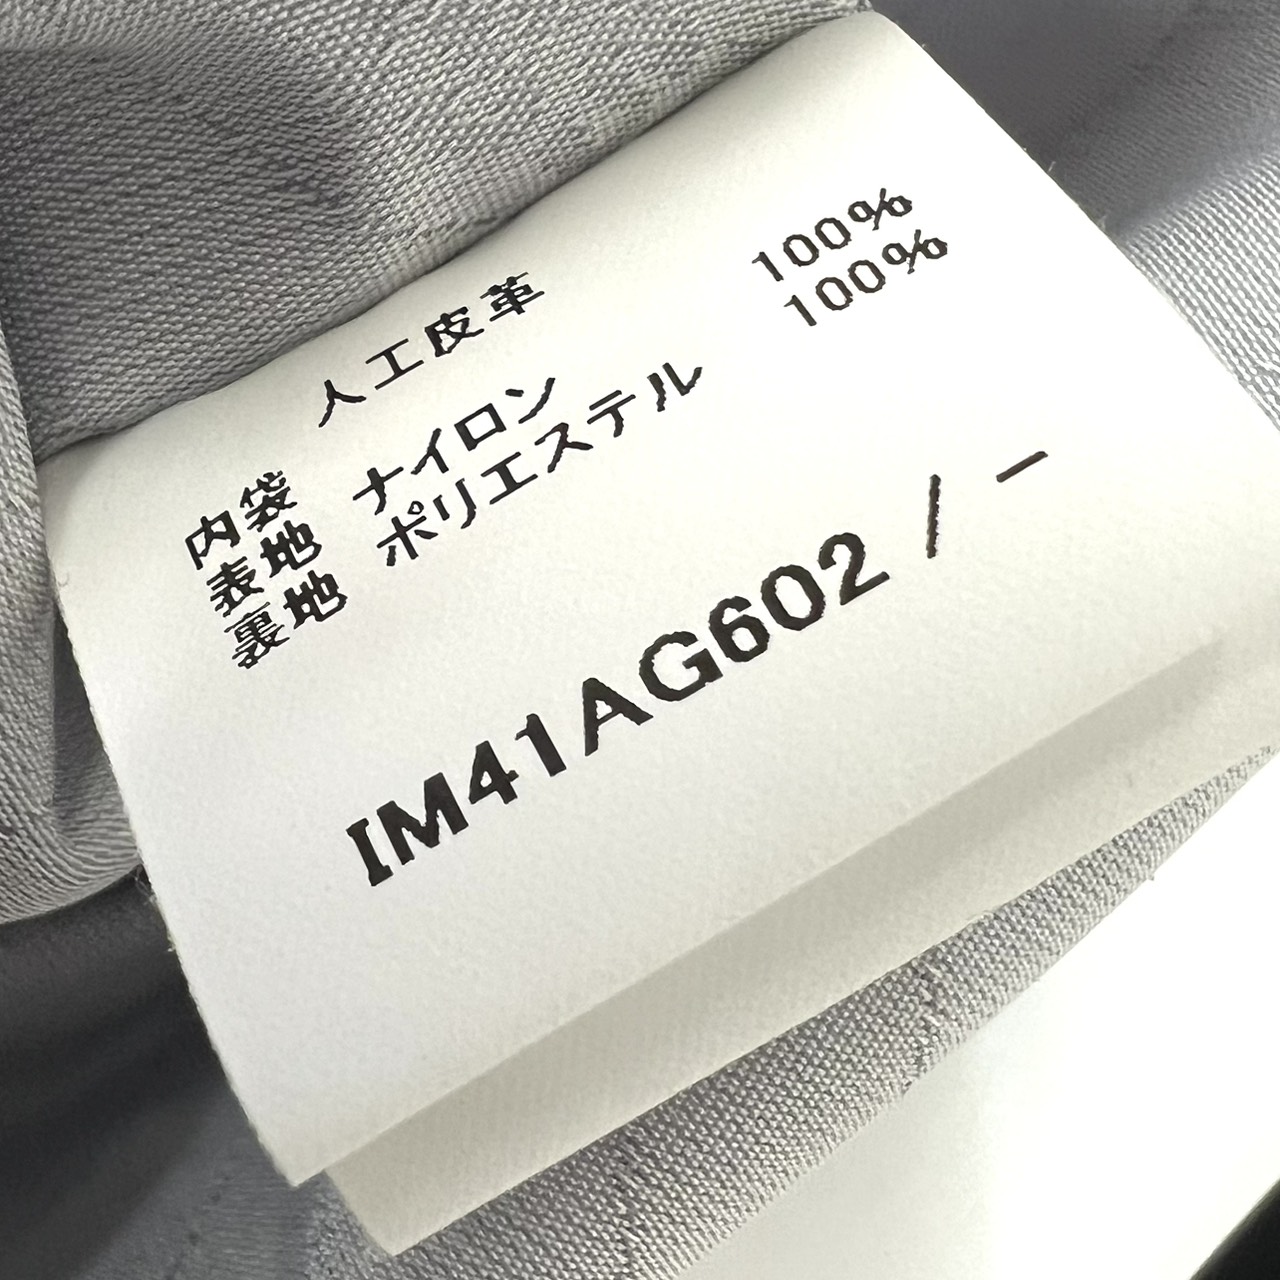 人工皮革
内袋 ナイロン 100%
表地 ポリエステル 100%
裏地
IM41AG602 / -